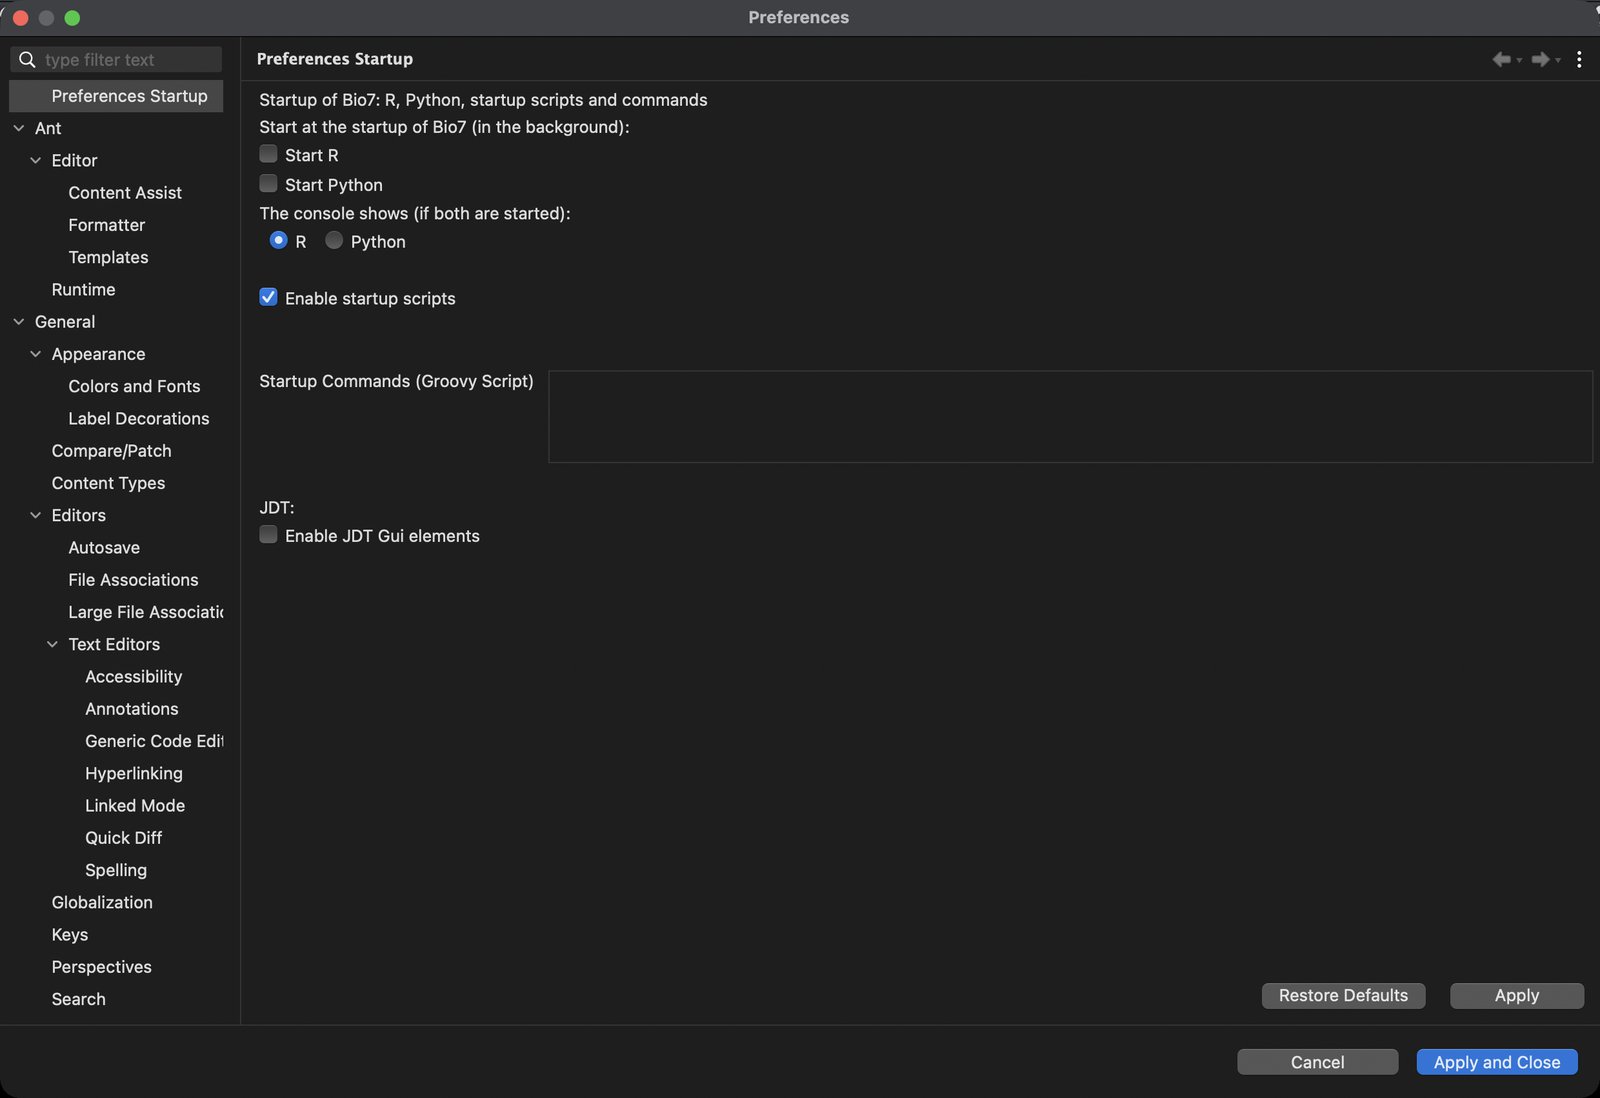 Preferences
type filter text
Preferences Startup
Ant
Editor
Content Assist
Formatter
Templates
Runtime
General
Appearance
Colors and Fonts
Label Decorations
Compare/Patch
Content Types
Editors
Autosave
File Associations
Large File Associatio
Text Editors
Accessibility
Annotations
Generic Code Edit
Hyperlinking
Linked Mode
Quick Diff
Spelling
Globalization
Keys
Perspectives
Search
Preferences Startup
Startup of Bio7: R, Python, startup scripts and commands
Start at the startup of Bio7 (in the background):
Start R
Start Python
The console shows (if both are started):
R Python
Enable startup scripts
Startup Commands (Groovy Script)
JDT:
Enable JDT Gui elements
Restore Defaults Apply
Cancel Apply and Close